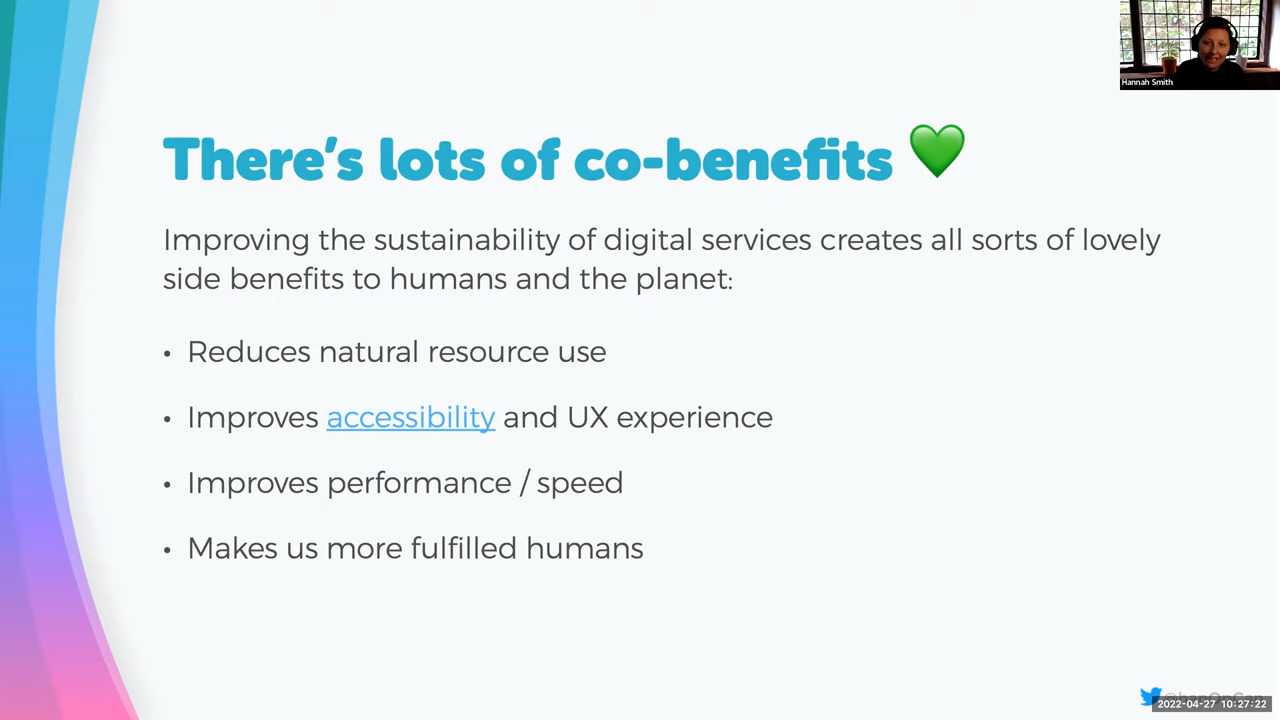 Hannah Smith
There's lots of co-benefits 💚
Improving the sustainability of digital services creates all sorts of lovely
side benefits to humans and the planet:
• Reduces natural resource use
• Improves accessibility and UX experience
• Improves performance / speed
• Makes us more fulfilled humans
2022-04-27 10:27:22